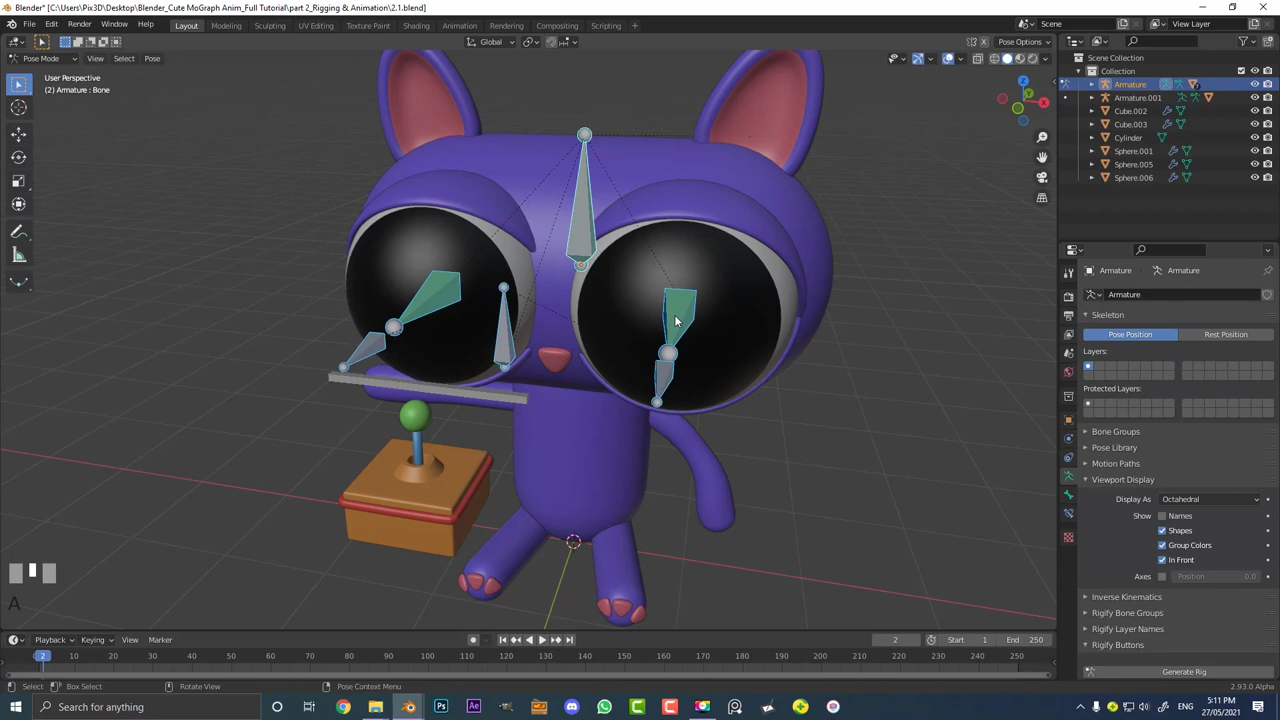 Blender* [C:\Users\Pix3D\Desktop\Blender_Cute MoGraph Anim_Full Tutorial\part 2_Rigging & Animation\2.1.blend]
File Edit Render Window Help Layout Modeling Sculpting UV Editing Texture Paint Shading Animation Rendering Compositing Scripting + Scene View Layer
Global Pose Options
Pose Mode View Select Pose
User Perspective
(2) Armature : Bone
Z
Y
X
A
Scene Collection
Collection
Armature
Armature.001
Cube.002
Cube.003
Cylinder
Sphere.001
Sphere.005
Sphere.006
Armature Armature
Armature
Skeleton
Pose Position Rest Position
Layers:
Protected Layers:
Bone Groups
Pose Library
Motion Paths
Viewport Display
Display As Octahedral
Show Names
Shapes
Group Colors
In Front
Axes Position 0.0
Inverse Kinematics
Rigify Bone Groups
Rigify Layer Names
Rigify Buttons
Generate Rig
Playback Keying View Marker 2 Start 1 End 250
2 10 20 30 40 50 60 70 80 90 100 110 120 130 140 150 160 170 180 190 200 210 220 230 240 250
Select Box Select Rotate View Pose Context Menu 2.93.0 Alpha
Search for anything
ENG
5:11 PM
27/05/2021